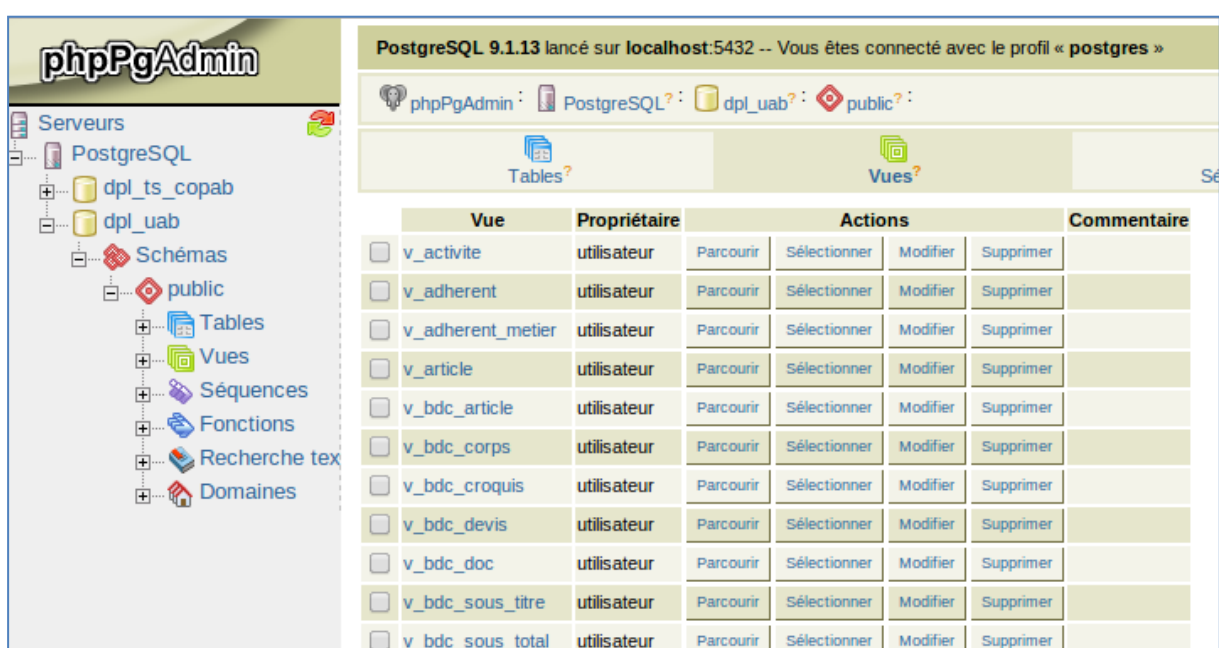 phpPgAdmin
Serveurs
PostgreSQL
dpl_ts_copab
dpl_uab
Schémas
public
Tables
Vues
Séquences
Fonctions
Recherche tex
Domaines
PostgreSQL 9.1.13 lancé sur localhost:5432 -- Vous êtes connecté avec le profil « postgres »
phpPgAdmin : PostgreSQL? : dpl_uab? : public? :
Tables? Vues? Sé
Vue Propriétaire Actions Commentaire
v_activite utilisateur Parcourir Sélectionner Modifier Supprimer
v_adherent utilisateur Parcourir Sélectionner Modifier Supprimer
v_adherent_metier utilisateur Parcourir Sélectionner Modifier Supprimer
v_article utilisateur Parcourir Sélectionner Modifier Supprimer
v_bdc_article utilisateur Parcourir Sélectionner Modifier Supprimer
v_bdc_corps utilisateur Parcourir Sélectionner Modifier Supprimer
v_bdc_croquis utilisateur Parcourir Sélectionner Modifier Supprimer
v_bdc_devis utilisateur Parcourir Sélectionner Modifier Supprimer
v_bdc_doc utilisateur Parcourir Sélectionner Modifier Supprimer
v_bdc_sous_titre utilisateur Parcourir Sélectionner Modifier Supprimer
v_bdc_sous_total utilisateur Parcourir Sélectionner Modifier Supprimer